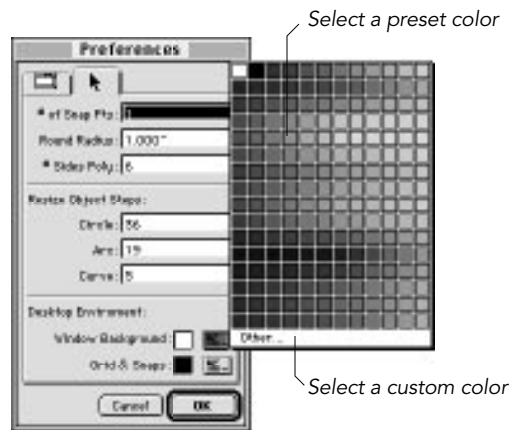 Select a preset color
Preferences
# of Snap Pts: 1
Round Radius: 1.000"
# Sides Poly: 6
Resize Object Steps:
Circle: 36
Arc: 19
Curve: 5
Desktop Environment:
Window Background:
Other...
Grid & Snaps:
Select a custom color
Cancel
OK